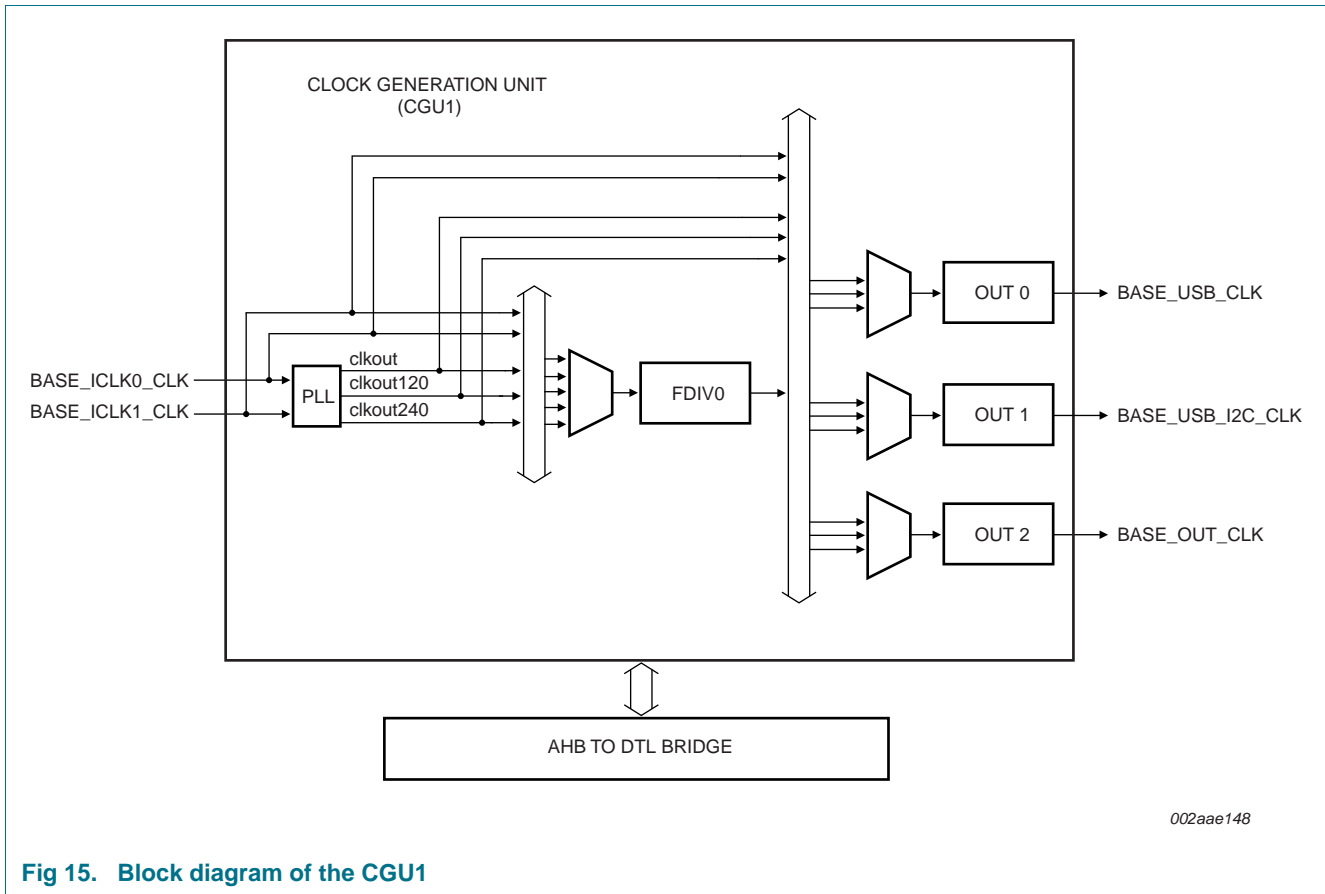 CLOCK GENERATION UNIT
(CGU1)
BASE_ICLK0_CLK
BASE_ICLK1_CLK
PLL
clkout
clkout120
clkout240
FDIV0
OUT 0
BASE_USB_CLK
OUT 1
BASE_USB_I2C_CLK
OUT 2
BASE_OUT_CLK
AHB TO DTL BRIDGE
002aae148
Fig 15. Block diagram of the CGU1